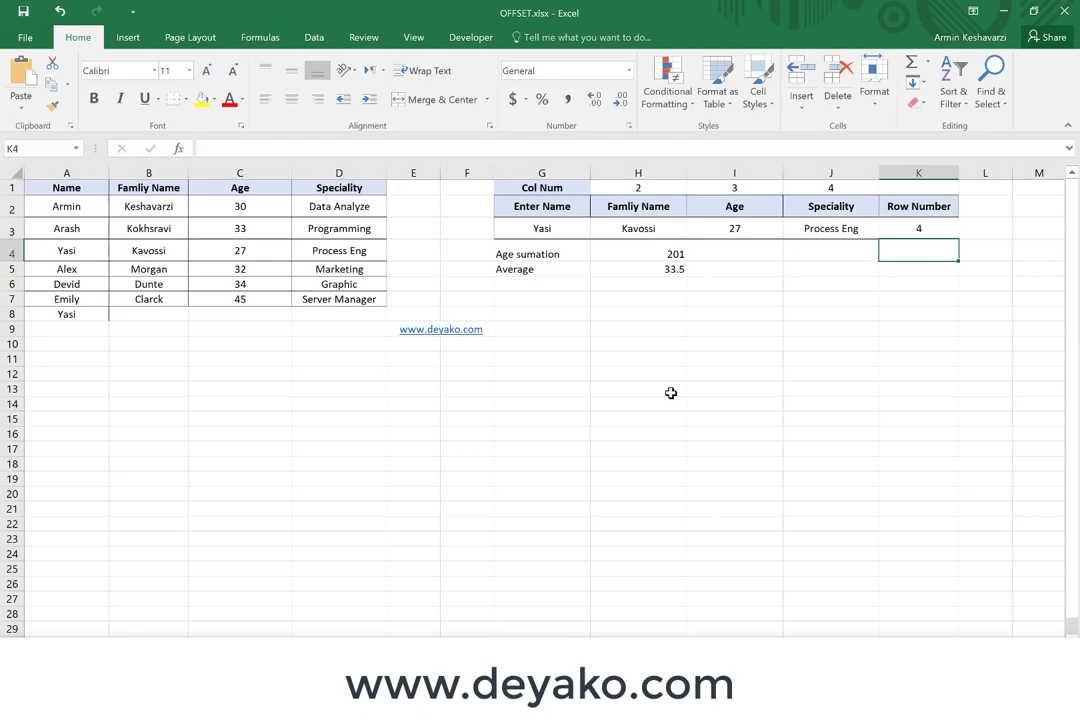 OFFSET.xlsx - Excel
File Home Insert Page Layout Formulas Data Review View Developer Tell me what you want to do... Armin Keshavarzi Share
Paste Calibri 11 B I U A A A Wrap Text Merge & Center General $ % , Conditional Formatting Format as Table Cell Styles Insert Delete Format Sort & Filter Find & Select
Clipboard Font Alignment Number Styles Cells Editing
K4 fx
A B C D E F G H I J K L M
1 Name Famliy Name Age Speciality Col Num 2 3 4
2 Armin Keshavarzi 30 Data Analyze Enter Name Famliy Name Age Speciality Row Number
3 Arash Kokhsravi 33 Programming Yasi Kavossi 27 Process Eng 4
4 Yasi Kavossi 27 Process Eng Age sumation 201
5 Alex Morgan 32 Marketing Average 33.5
6 Devid Dunte 34 Graphic
7 Emily Clarck 45 Server Manager
8 Yasi
9 www.deyako.com
10
11
12
13
14
15
16
17
18
19
20
21
22
23
24
25
26
27
28
29
www.deyako.com